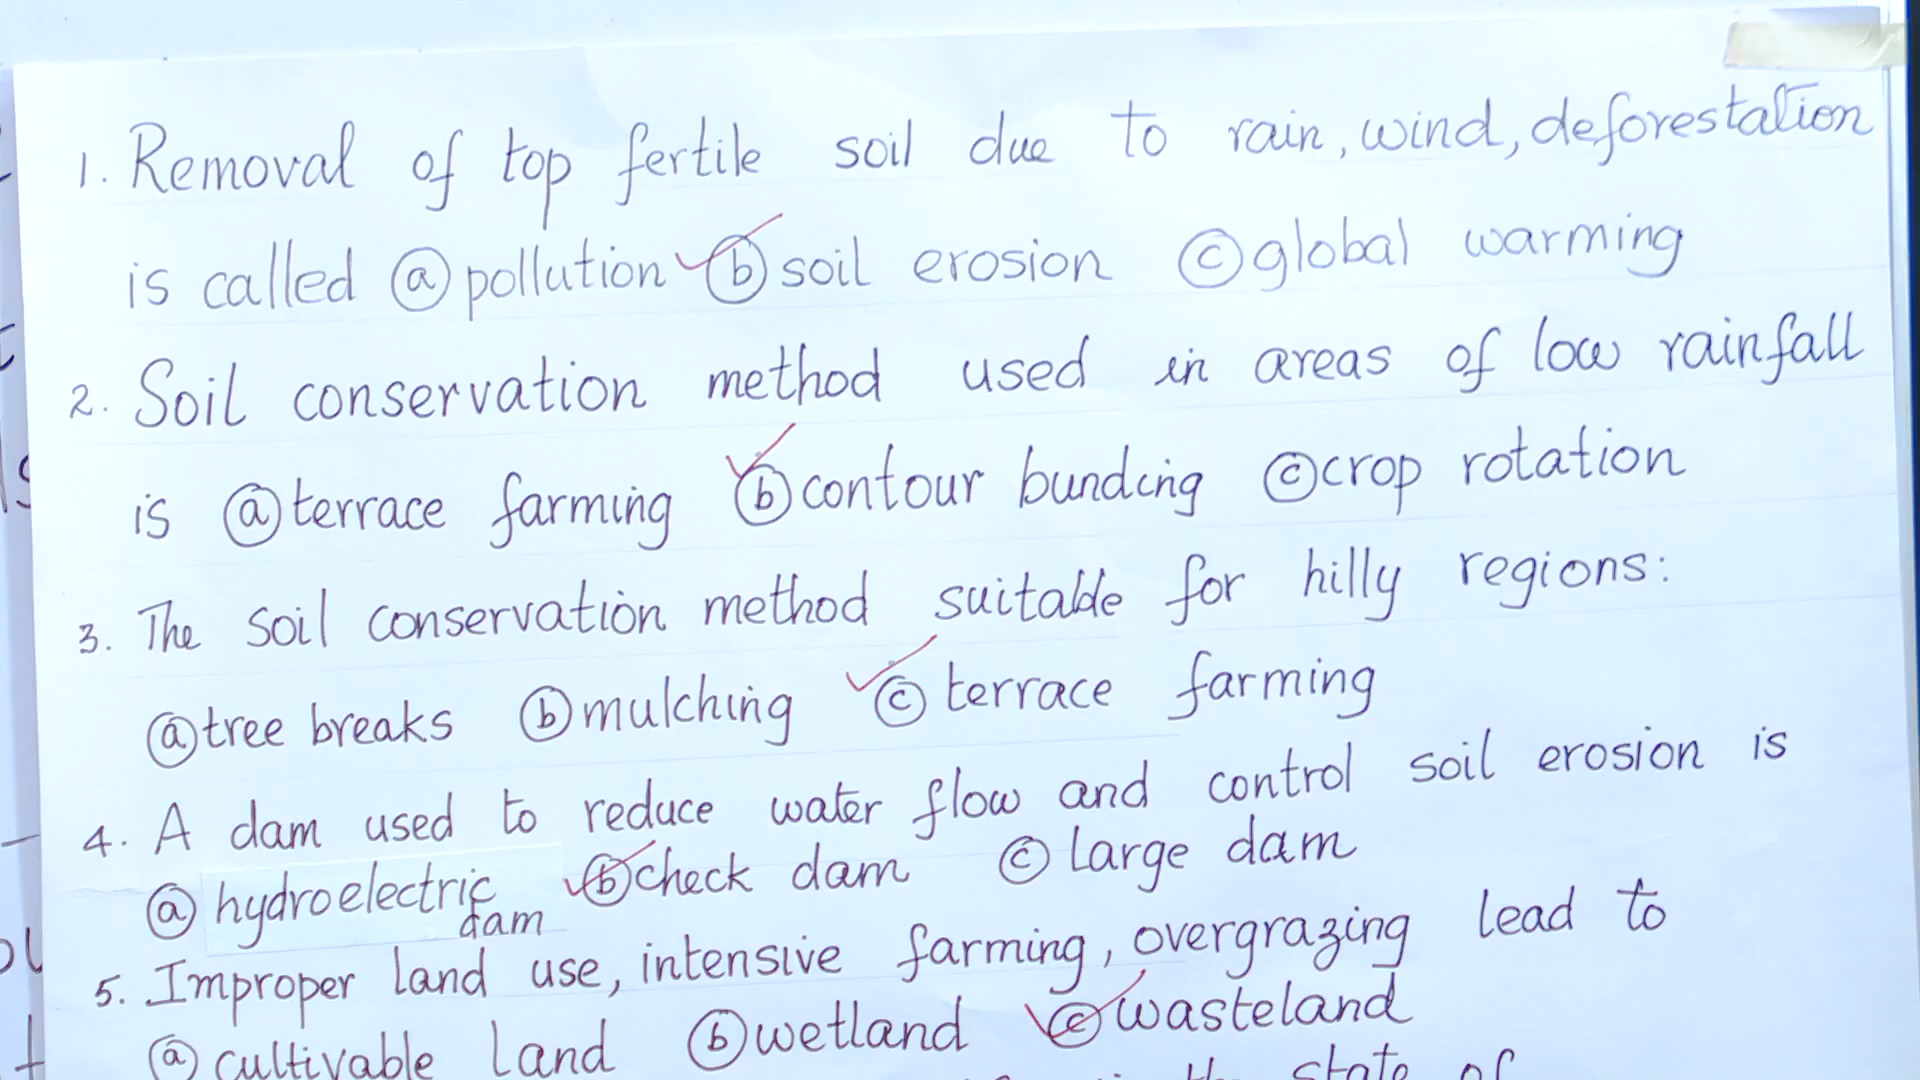 1. Removal of top fertile soil due to rain, wind, deforestation
is called ⓐ pollution ⓑ soil erosion ⓒ global warming
2. Soil conservation method used in areas of low rainfall
is ⓐ terrace farming ⓑ contour bunding ⓒ crop rotation
3. The soil conservation method suitable for hilly regions:
ⓐ tree breaks ⓑ mulching ⓒ terrace farming
4. A dam used to reduce water flow and control soil erosion is
ⓐ hydroelectric dam ⓑ check dam ⓒ large dam
5. Improper land use, intensive farming, overgrazing lead to
ⓐ cultivable land ⓑ wetland ⓒ wasteland
the state of